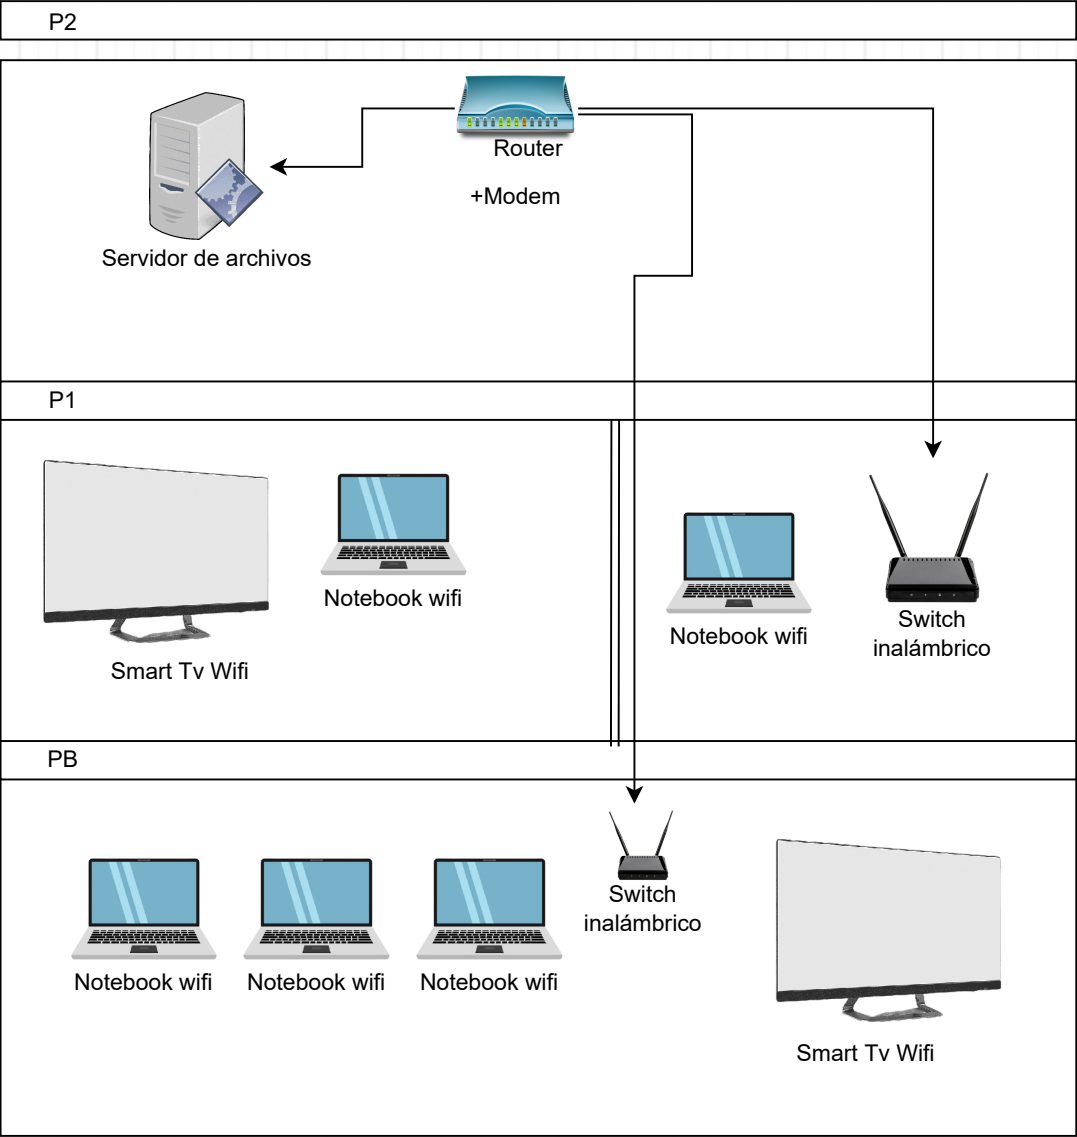 P2
Router
+Modem
Servidor de archivos
P1
Notebook wifi
Smart Tv Wifi
Notebook wifi
Switch
inalámbrico
PB
Notebook wifi
Notebook wifi
Notebook wifi
Switch
inalámbrico
Smart Tv Wifi